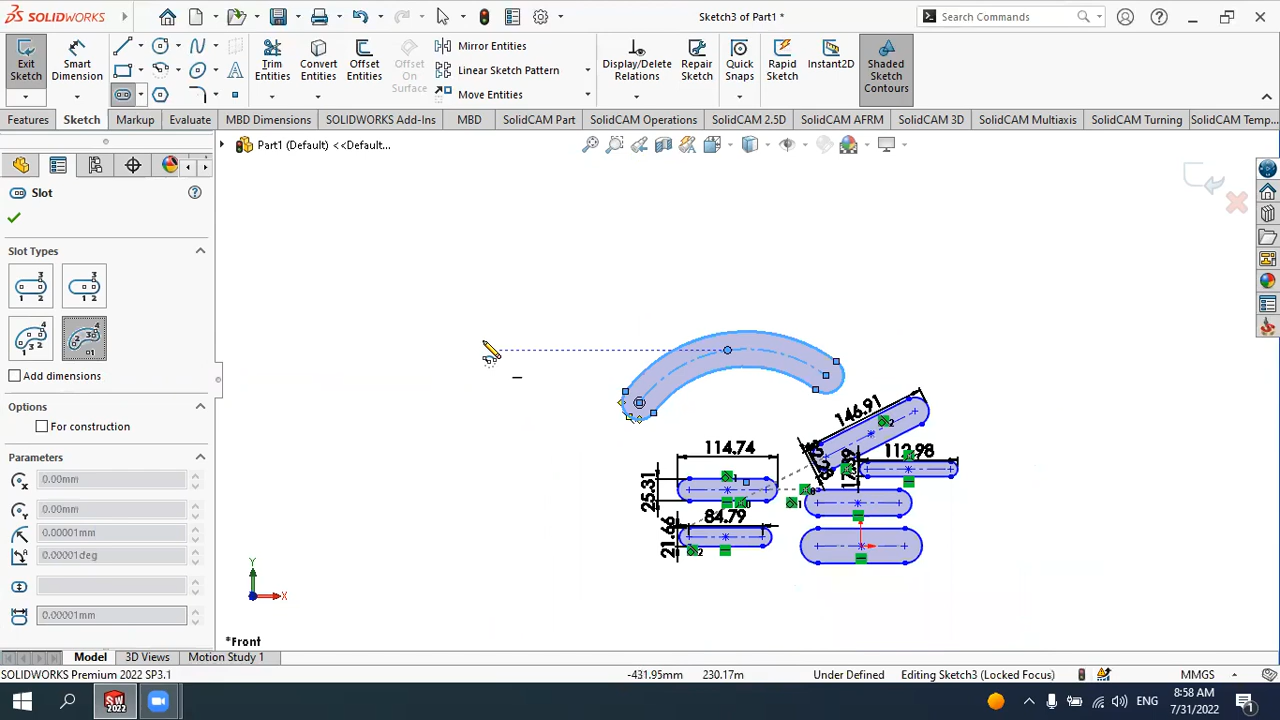 SOLIDWORKS
Sketch3 of Part1 *
Search Commands
Exit Sketch
Smart Dimension
Trim Entities
Convert Entities
Offset Entities
Offset On Surface
Mirror Entities
Linear Sketch Pattern
Move Entities
Display/Delete Relations
Repair Sketch
Quick Snaps
Rapid Sketch
Instant2D
Shaded Sketch Contours
Features
Sketch
Markup
Evaluate
MBD Dimensions
SOLIDWORKS Add-Ins
MBD
SolidCAM Part
SolidCAM Operations
SolidCAM 2.5D
SolidCAM AFRM
SolidCAM 3D
SolidCAM Multiaxis
SolidCAM Turning
SolidCAM Temp...
Part1 (Default) <<Default...
Slot
Slot Types
Add dimensions
Options
For construction
Parameters
0.00mm
0.00mm
0.00001mm
0.00001deg
0.00001mm
146.91
114.74
112.98
25.31
84.79
21.66
Y
X
*Front
Model
3D Views
Motion Study 1
SOLIDWORKS Premium 2022 SP3.1
-431.95mm
230.17m
Under Defined
Editing Sketch3 (Locked Focus)
MMGS
ENG
8:58 AM
7/31/2022